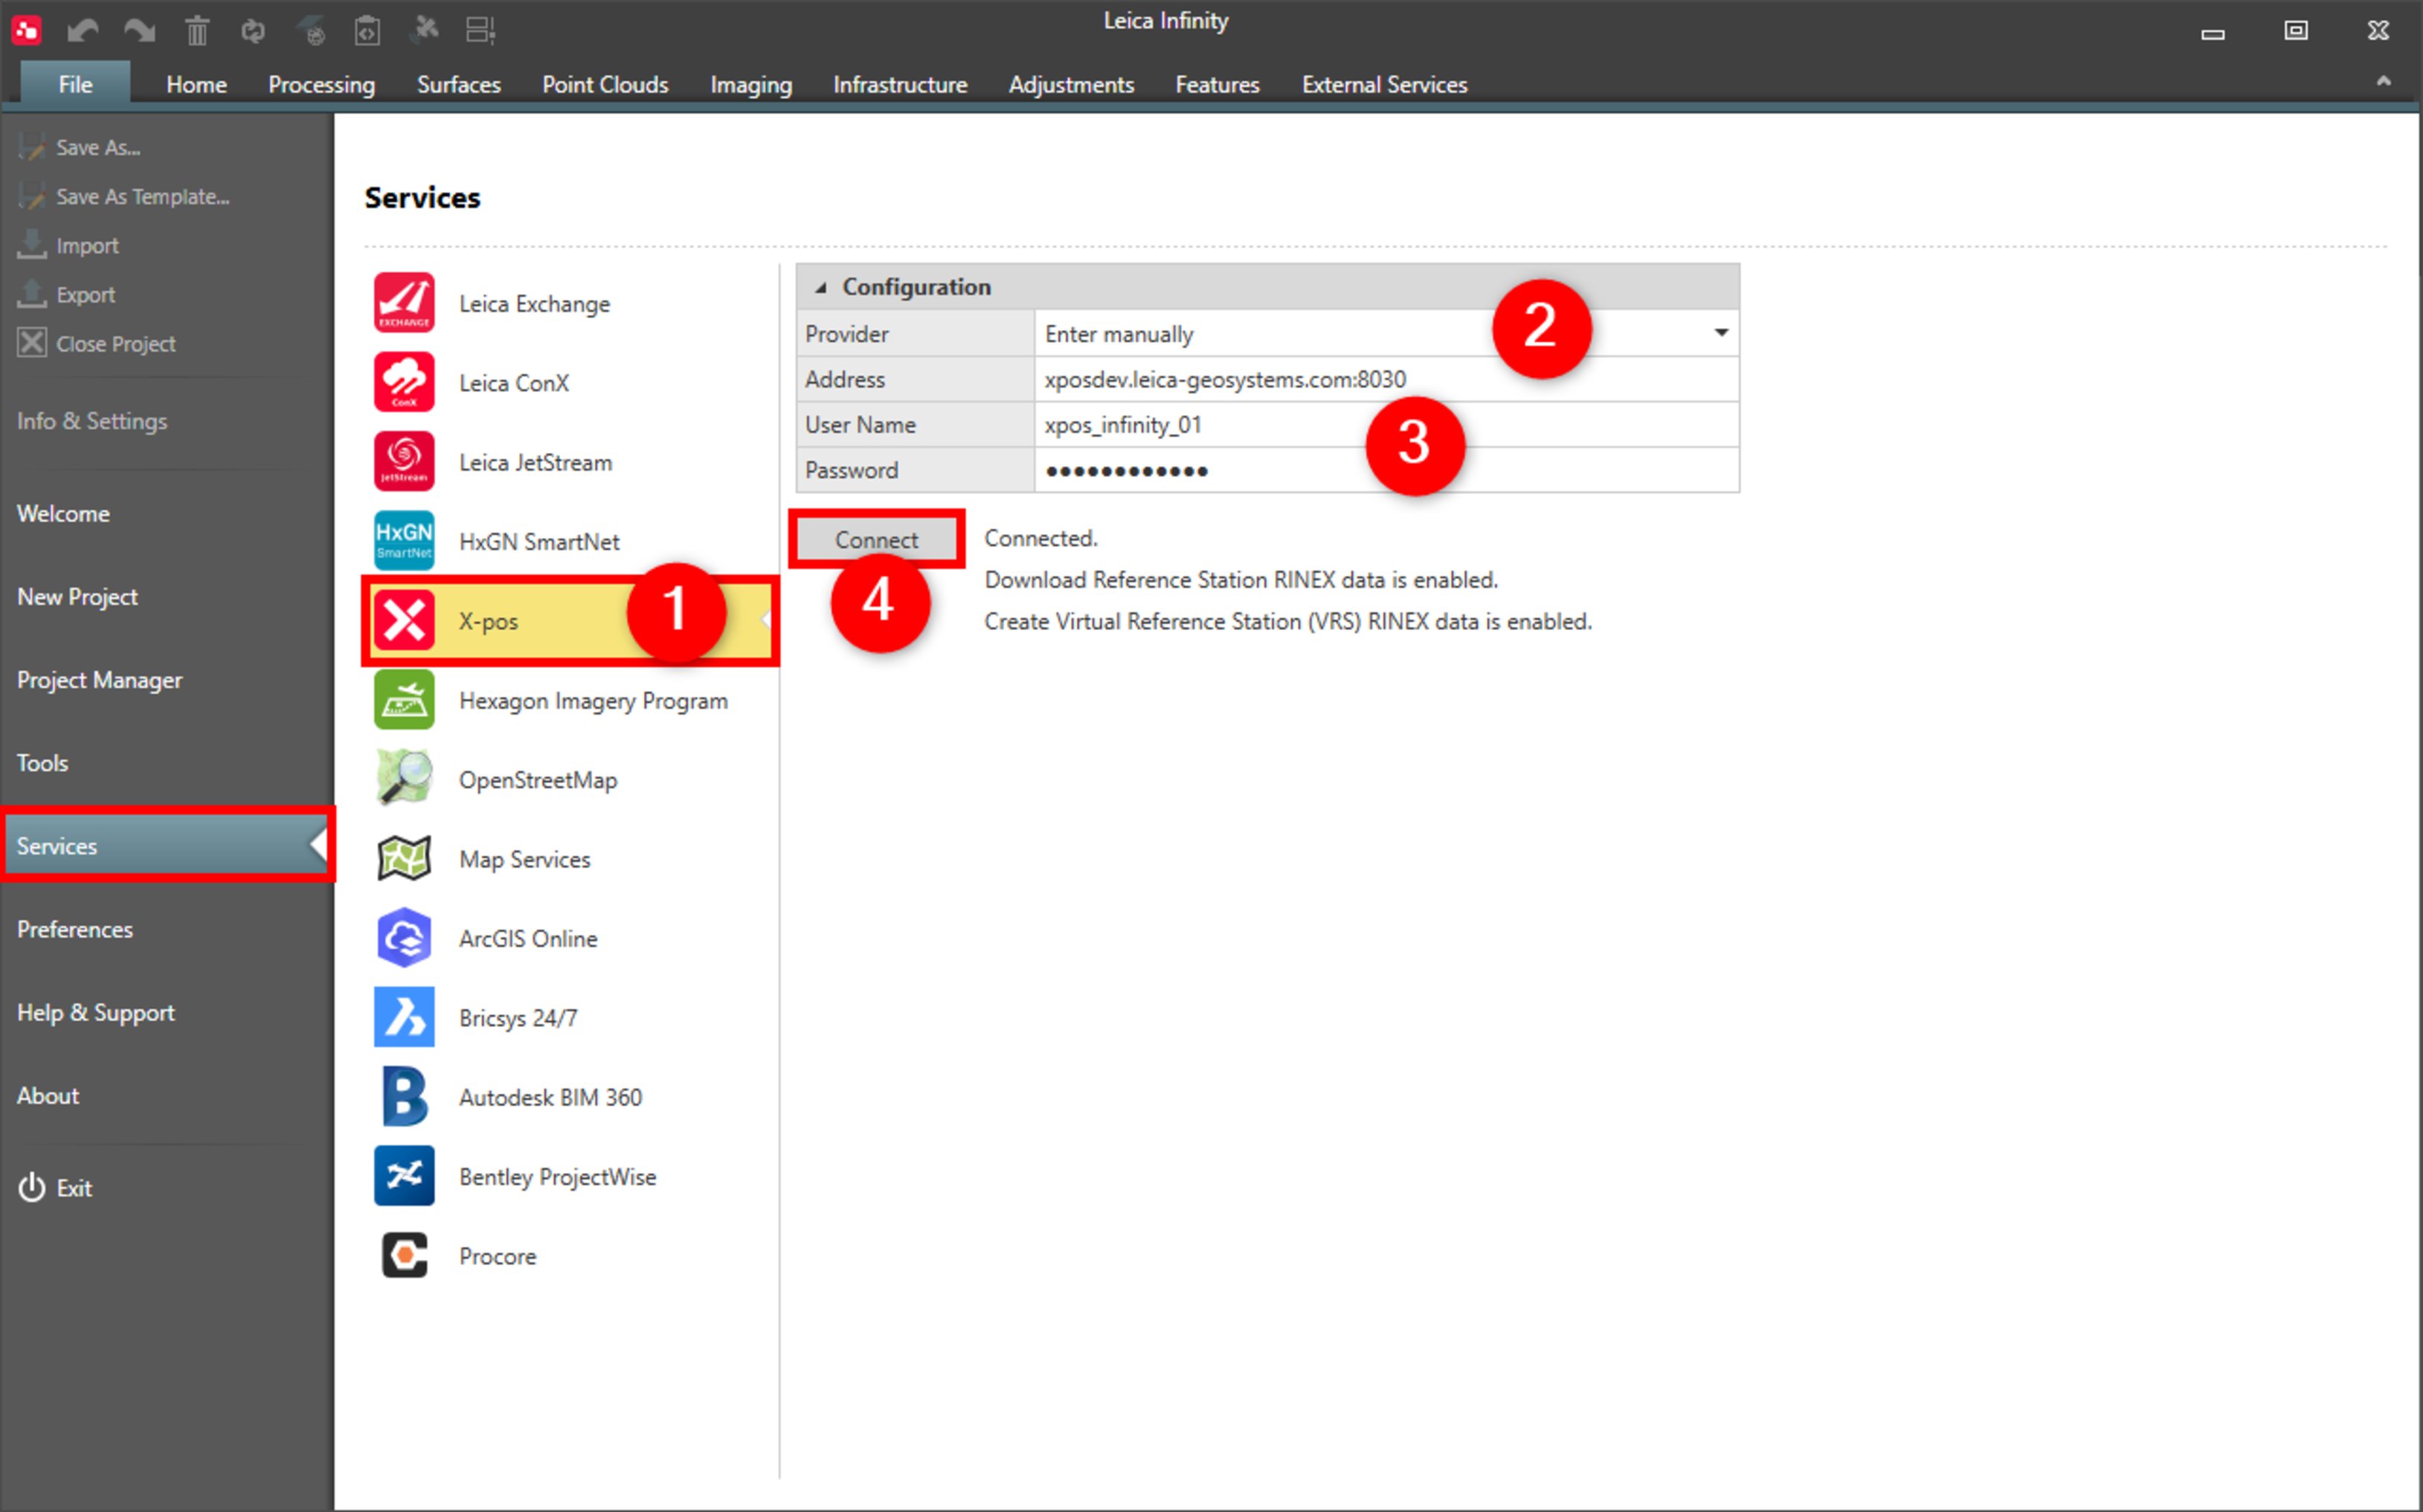 Leica Infinity
File Home Processing Surfaces Point Clouds Imaging Infrastructure Adjustments Features External Services
Save As...
Save As Template...
Import
Export
Close Project
Info & Settings
Welcome
New Project
Project Manager
Tools
Services
Preferences
Help & Support
About
Exit
Services
EXCHANGE Leica Exchange
ConX Leica ConX
JetStream Leica JetStream
HxGN SmartNet HxGN SmartNet
X-pos 1
Hexagon Imagery Program
OpenStreetMap
Map Services
ArcGIS Online
Bricsys 24/7
B Autodesk BIM 360
Bentley ProjectWise
Procore
Configuration
Provider Enter manually 2
Address xposdev.leica-geosystems.com:8030
User Name xpos_infinity_01 3
Password ••••••••••••
Connect Connected.
4 Download Reference Station RINEX data is enabled.
Create Virtual Reference Station (VRS) RINEX data is enabled.